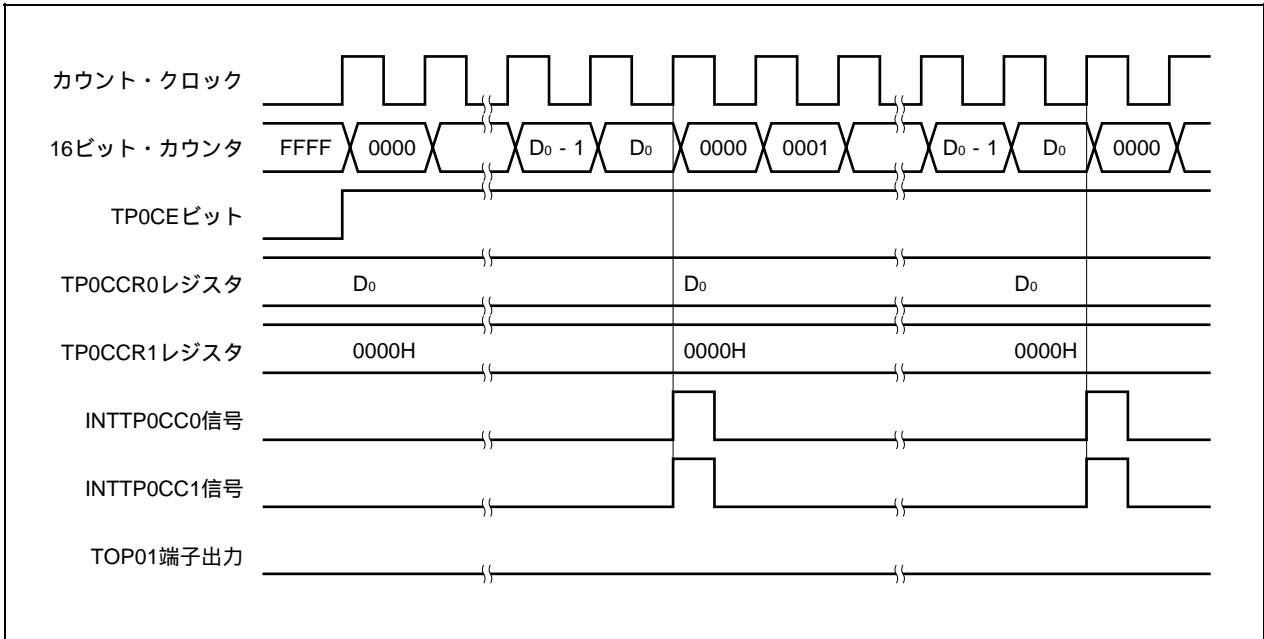 カウント・クロック
16ビット・カウンタ FFFF 0000 D0 - 1 D0 0000 0001 D0 - 1 D0 0000
TP0CEビット
TP0CCR0レジスタ D0 D0 D0
TP0CCR1レジスタ 0000H 0000H 0000H
INTTP0CC0信号
INTTP0CC1信号
TOP01端子出力